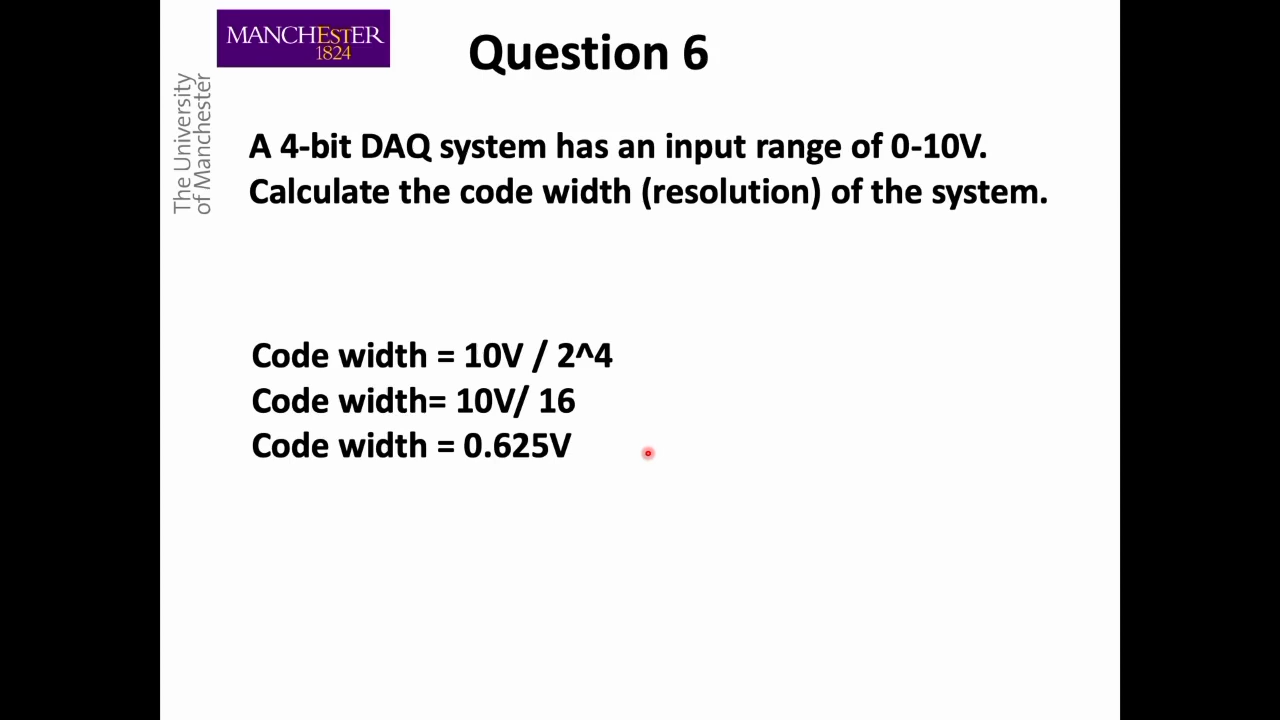 MANCHESTER
1824
The University
of Manchester
Question 6
A 4-bit DAQ system has an input range of 0-10V.
Calculate the code width (resolution) of the system.
Code width = 10V / 2^4
Code width= 10V/ 16
Code width = 0.625V